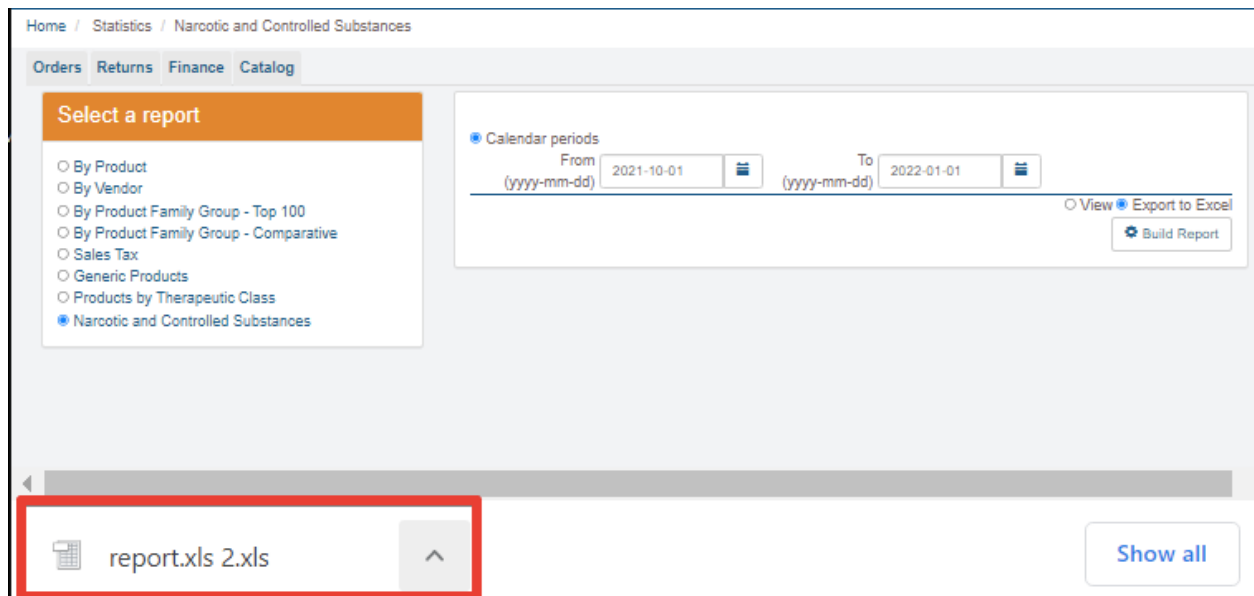 Home / Statistics / Narcotic and Controlled Substances
Orders Returns Finance Catalog
Select a report
By Product
By Vendor
By Product Family Group - Top 100
By Product Family Group - Comparative
Sales Tax
Generic Products
Products by Therapeutic Class
Narcotic and Controlled Substances
Calendar periods
From (yyyy-mm-dd) 2021-10-01 To (yyyy-mm-dd) 2022-01-01
View Export to Excel
Build Report
report.xls 2.xls
Show all